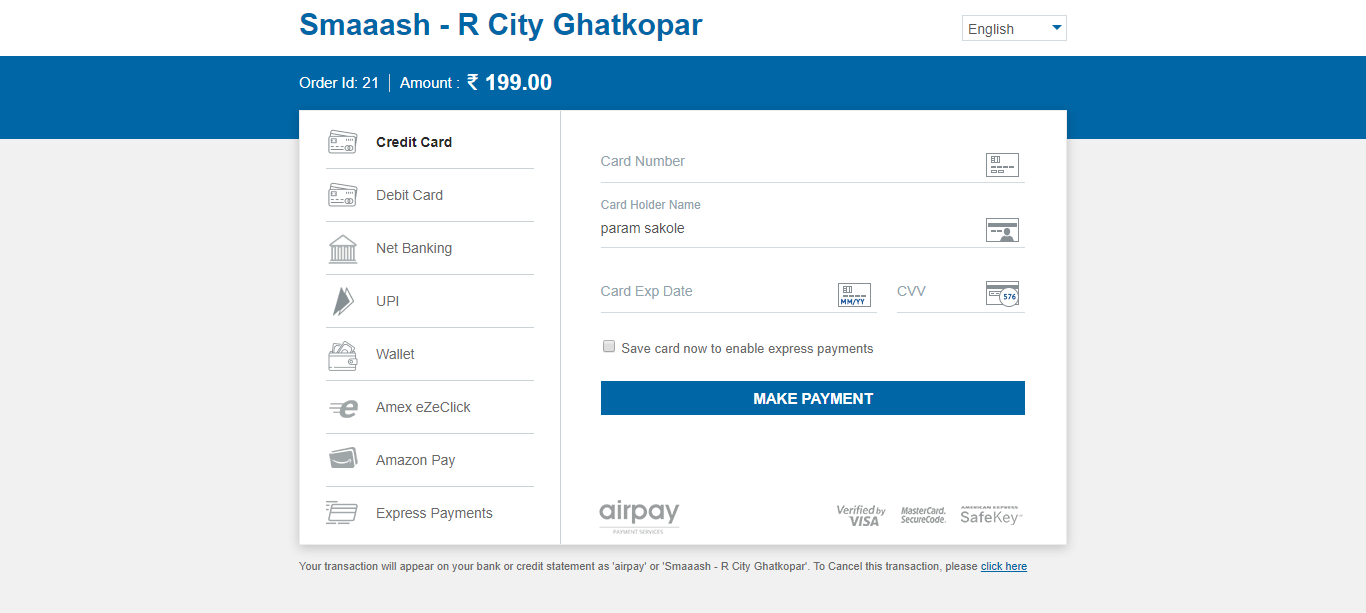 Smaaash - R City Ghatkopar
English
Order Id: 21 | Amount : ₹ 199.00
Credit Card
Debit Card
Net Banking
UPI
Wallet
Amex eZeClick
Amazon Pay
Express Payments
Card Number
Card Holder Name
param sakole
Card Exp Date
MM/YY
CVV
576
Save card now to enable express payments
MAKE PAYMENT
airpay
PAYMENT SERVICES
Verified by
VISA
MasterCard.
SecureCode.
AMERICAN EXPRESS
SafeKey
Your transaction will appear on your bank or credit statement as 'airpay' or 'Smaaash - R City Ghatkopar'. To Cancel this transaction, please click here